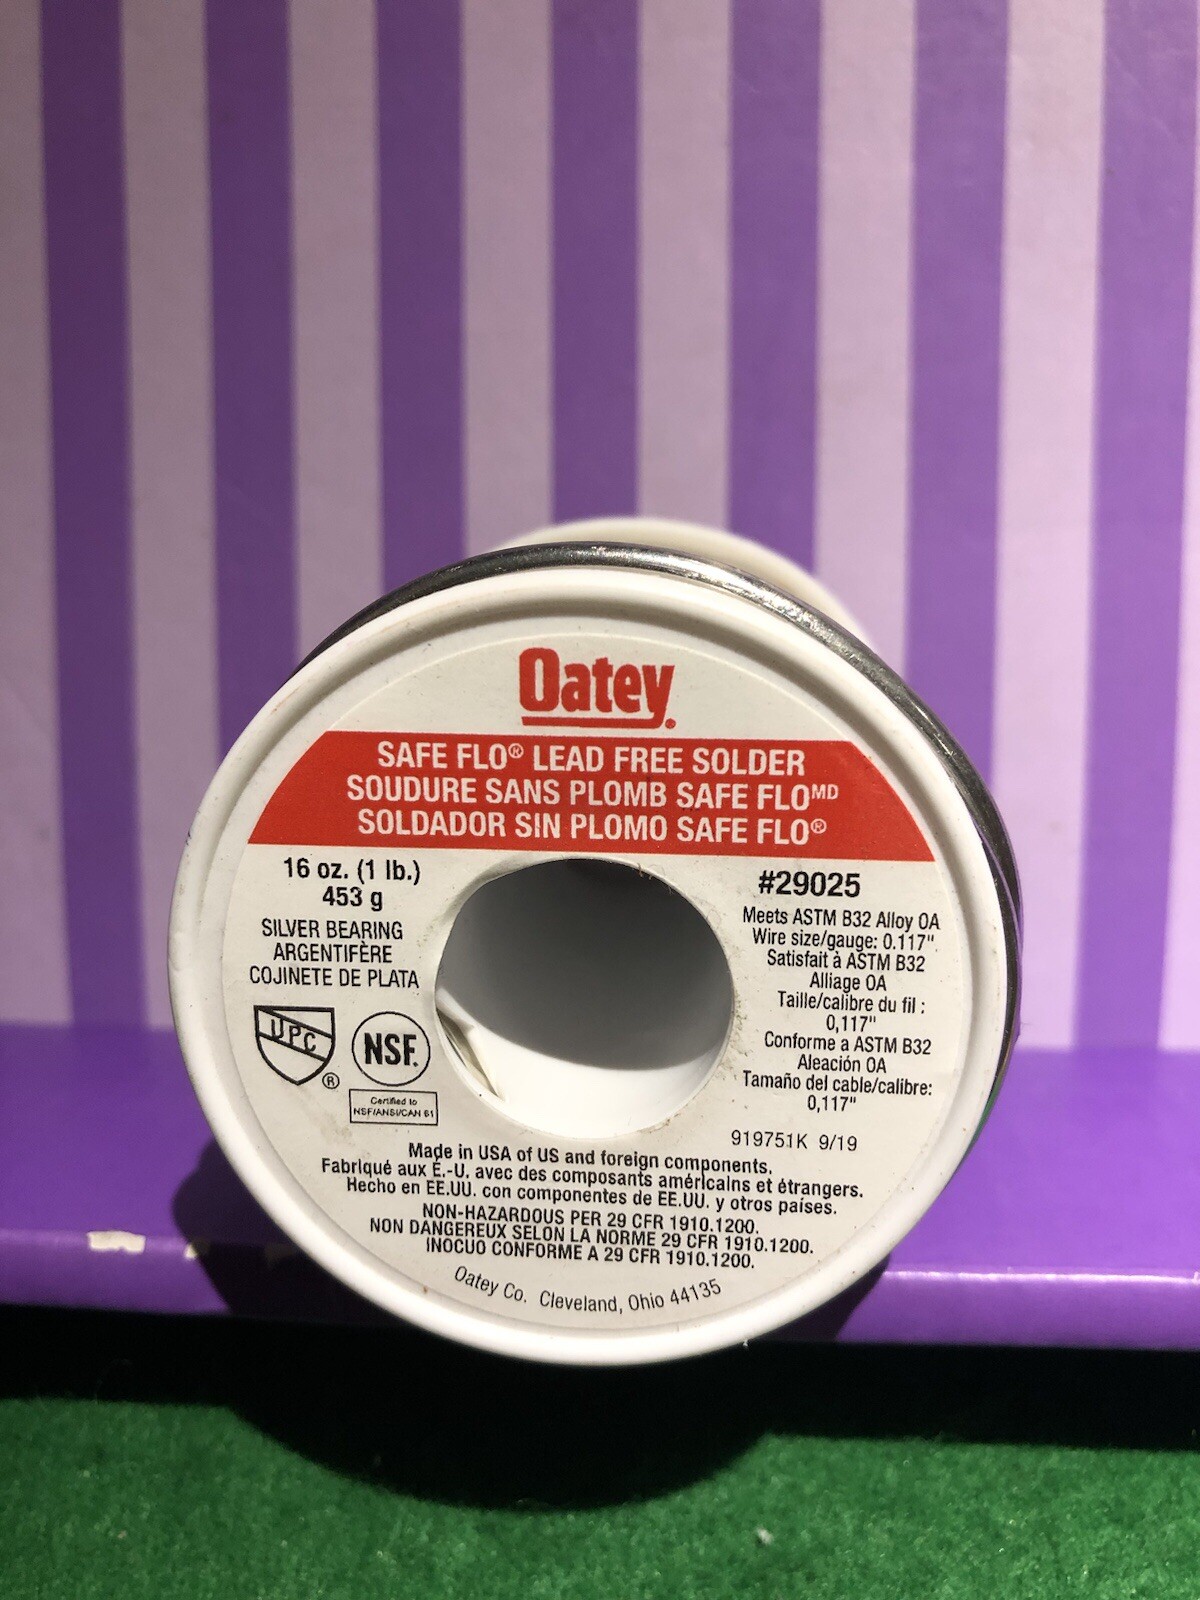 Oatey.
SAFE FLO® LEAD FREE SOLDER
SOUDURE SANS PLOMB SAFE FLOMD
SOLDADOR SIN PLOMO SAFE FLO®
16 oz. (1 lb.)
453 g
SILVER BEARING
ARGENTIFÈRE
COJINETE DE PLATA
UPC
®
NSF.
Certified to
NSF/ANSI/CAN 61
#29025
Meets ASTM B32 Alloy OA
Wire size/gauge: 0.117"
Satisfait à ASTM B32
Alliage OA
Taille/calibre du fil :
0,117"
Conforme a ASTM B32
Aleación OA
Tamaño del cable/calibre:
0,117"
919751K 9/19
Made in USA of US and foreign components.
Fabriqué aux É.-U. avec des composants américains et étrangers.
Hecho en EE.UU. con componentes de EE.UU. y otros países.
NON-HAZARDOUS PER 29 CFR 1910.1200.
NON DANGEREUX SELON LA NORME 29 CFR 1910.1200.
INOCUO CONFORME A 29 CFR 1910.1200.
Oatey Co. Cleveland, Ohio 44135